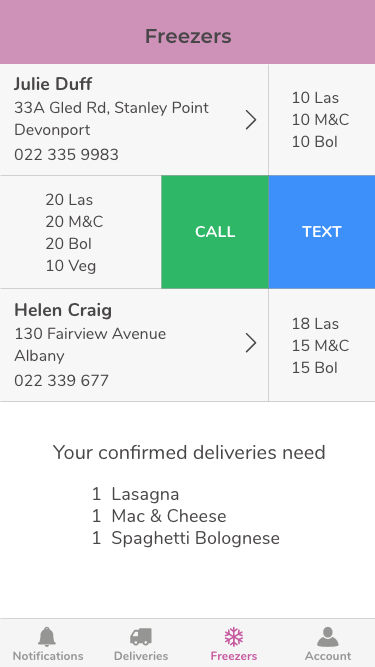 Freezers
Julie Duff
33A Gled Rd, Stanley Point
Devonport
022 335 9983
10 Las
10 M&C
10 Bol
20 Las
20 M&C
20 Bol
10 Veg
CALL
TEXT
Helen Craig
130 Fairview Avenue
Albany
022 339 677
18 Las
15 M&C
15 Bol
Your confirmed deliveries need
1 Lasagna
1 Mac & Cheese
1 Spaghetti Bolognese
Notifications
Deliveries
Freezers
Account